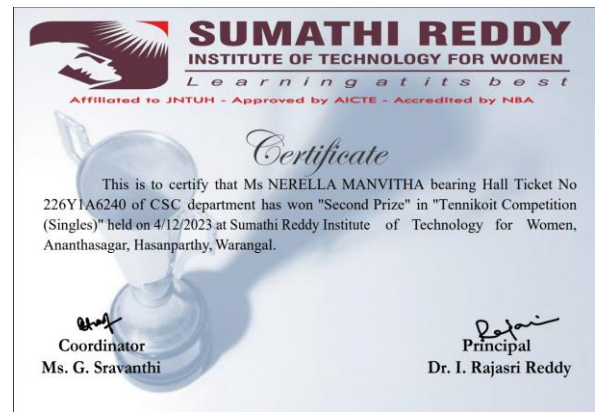 SUMATHI REDDY
INSTITUTE OF TECHNOLOGY FOR WOMEN
Learning at its best
Affiliated to JNTUH - Approved by AICTE - Accredited by NBA
Certificate
This is to certify that Ms NERELLA MANVITHA bearing Hall Ticket No
226Y1A6240 of CSC department has won "Second Prize" in "Tennikoit Competition
(Singles)" held on 4/12/2023 at Sumathi Reddy Institute of Technology for Women,
Ananthasagar, Hasanparthy, Warangal.
Coordinator
Ms. G. Sravanthi
Principal
Dr. I. Rajasri Reddy